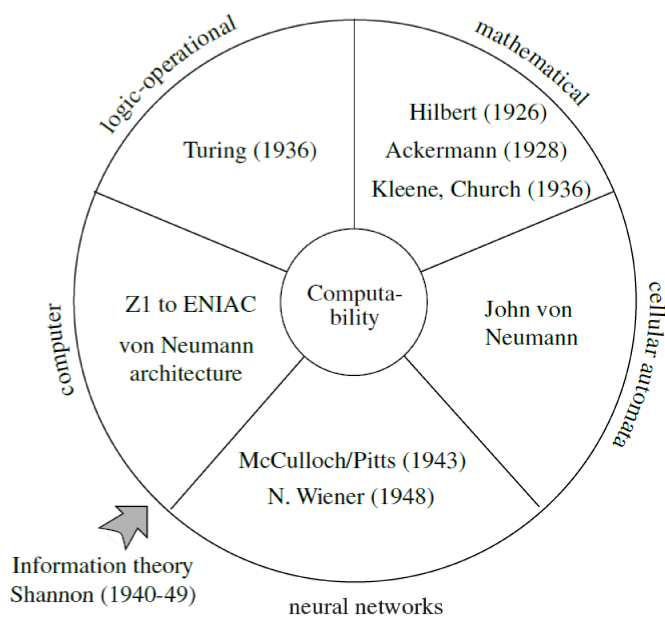 logic-operational
mathematical
Hilbert (1926)
Ackermann (1928)
Kleene, Church (1936)
Turing (1936)
Computa-
bility
Z1 to ENIAC
von Neumann
architecture
computer
John von
Neumann
cellular automata
McCulloch/Pitts (1943)
N. Wiener (1948)
Information theory
Shannon (1940-49)
neural networks